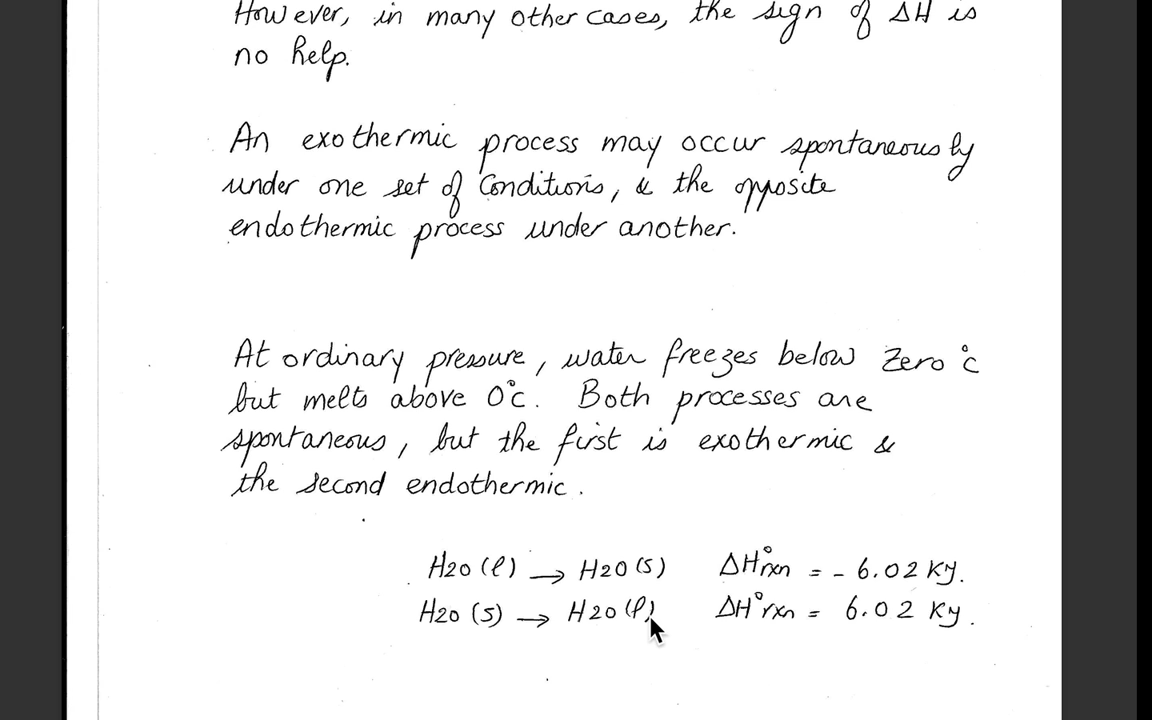 However, in many other cases, the sign of ΔH is
no help.
An exothermic process may occur spontaneously
under one set of Conditions, & the opposite
endothermic process under another.
At ordinary pressure, water freezes below Zero °c
but melts above 0°c. Both processes are
spontaneous, but the first is exothermic &
the second endothermic.
H2O (l) → H2O (s) ΔH°rxn = - 6.02 KJ.
H2O (s) → H2O (l) ΔH°rxn = 6.02 KJ.